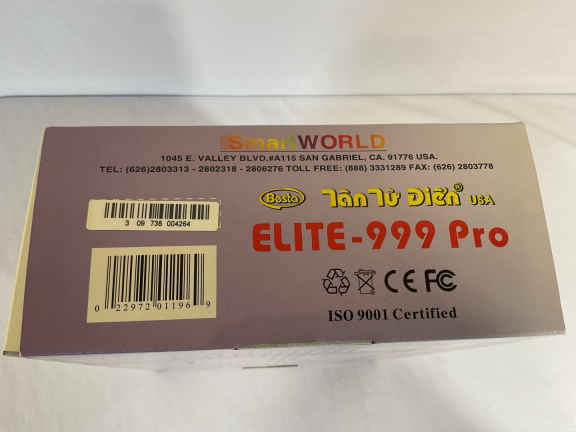 SmartWORLD
1045 E. VALLEY BLVD.#A115 SAN GABRIEL, CA. 91776 USA.
TEL: (626)2803313 - 2602318 - 2806276 TOLL FREE: (888) 3331289 FAX: (626) 2803778
Besta Tân Từ Điển® USA
ELITE-999 Pro
3 09 738 004264
0 22972 01196 9
CE FC
ISO 9001 Certified